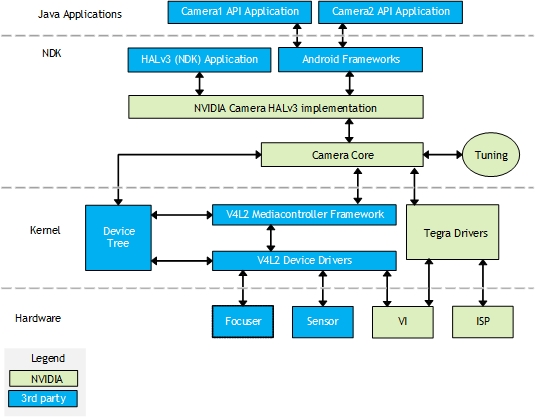 Java Applications
Camera1 API Application
Camera2 API Application
NDK
HALv3 (NDK) Application
Android Frameworks
NVIDIA Camera HALv3 implementation
Camera Core
Tuning
Kernel
Device
Tree
V4L2 Mediacontroller Framework
Tegra Drivers
V4L2 Device Drivers
Hardware
Focuser
Sensor
VI
ISP
Legend
NVIDIA
3rd party